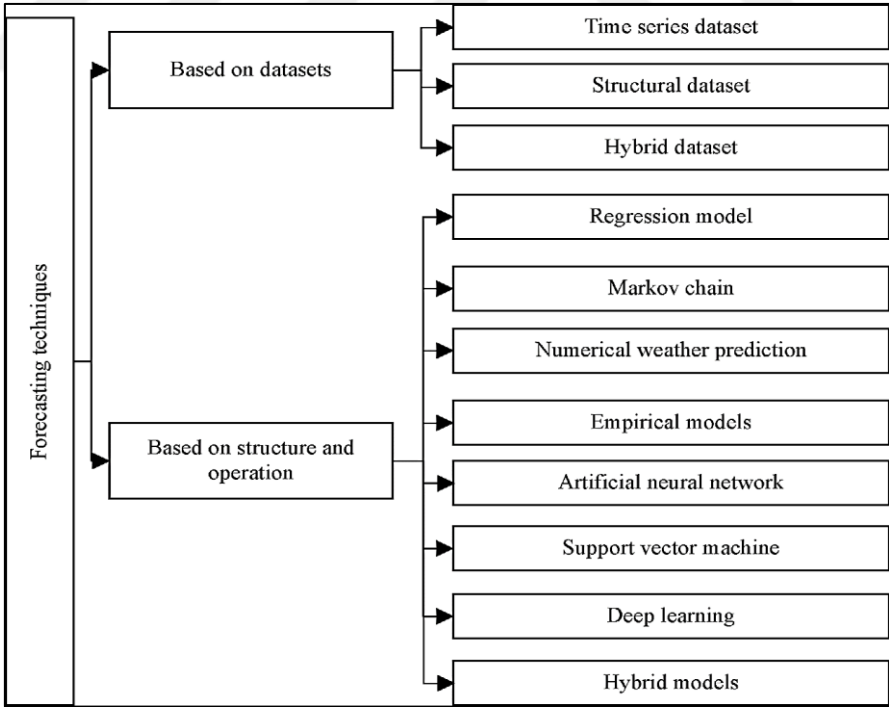 Forecasting techniques
Based on datasets
Time series dataset
Structural dataset
Hybrid dataset
Based on structure and
operation
Regression model
Markov chain
Numerical weather prediction
Empirical models
Artificial neural network
Support vector machine
Deep learning
Hybrid models